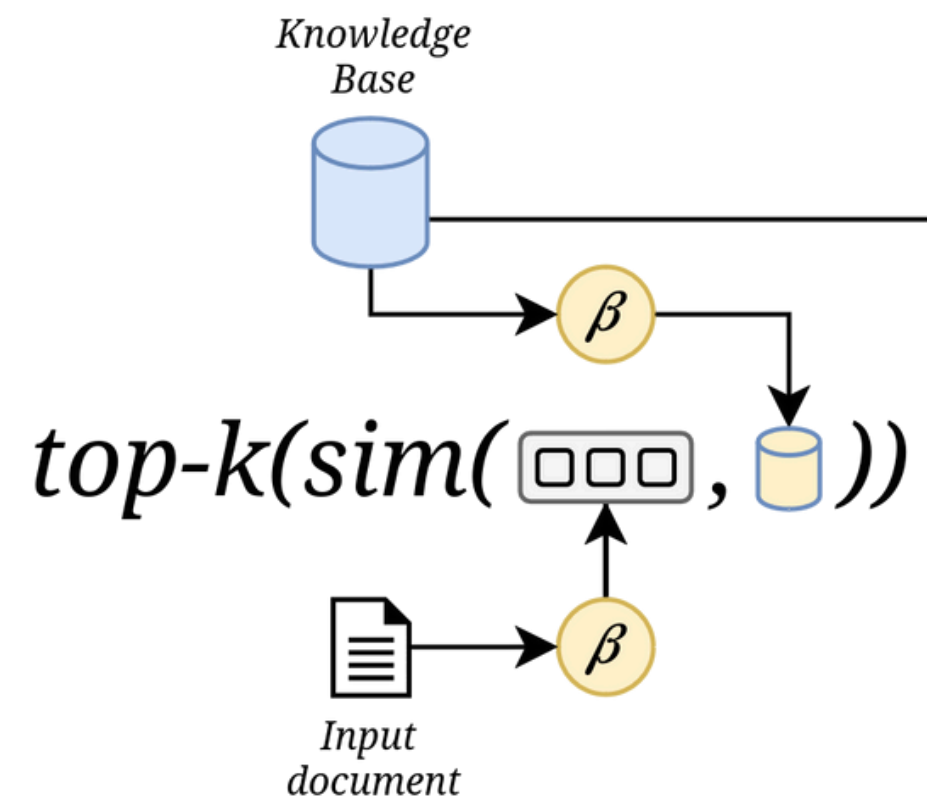 Knowledge
Base
β
top-k(sim( , ))
β
Input
document